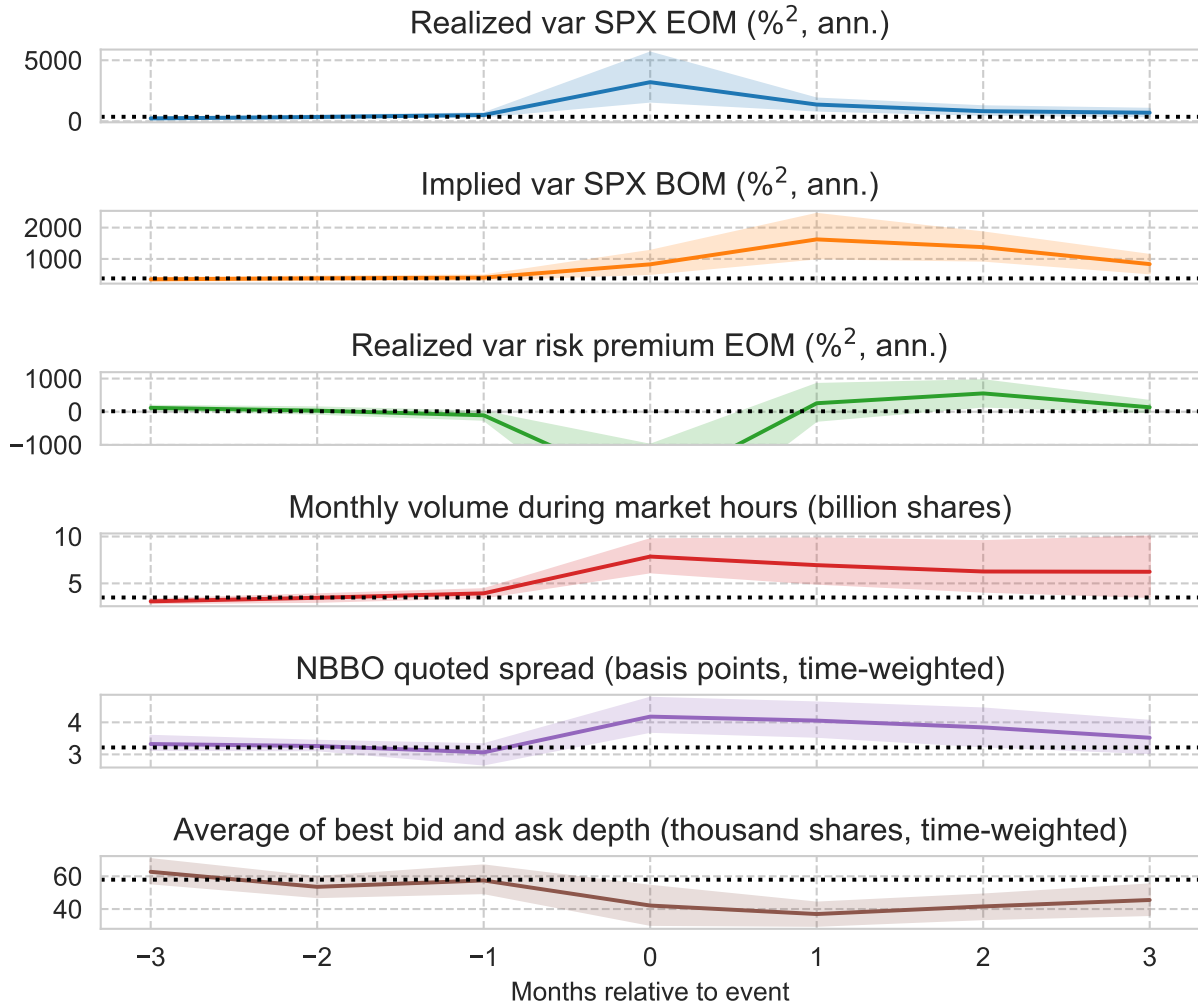 Realized var SPX EOM (%², ann.)
5000
0
Implied var SPX BOM (%², ann.)
2000
1000
Realized var risk premium EOM (%², ann.)
1000
0
−1000
Monthly volume during market hours (billion shares)
10
5
NBBO quoted spread (basis points, time-weighted)
4
3
Average of best bid and ask depth (thousand shares, time-weighted)
60
40
−3 −2 −1 0 1 2 3
Months relative to event